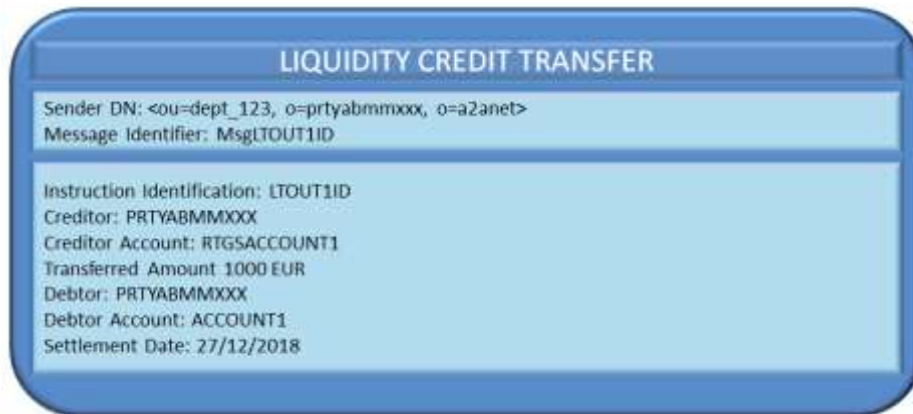 LIQUIDITY CREDIT TRANSFER
Sender DN: <ou=dept_123, o=prtyabmmxxx, o=a2anet>
Message Identifier: MsgLTOUT1ID
Instruction Identification: LTOUT1ID
Creditor: PRTYABMMXXX
Creditor Account: RTGSACCOUNT1
Transferred Amount 1000 EUR
Debtor: PRTYABMMXXX
Debtor Account: ACCOUNT1
Settlement Date: 27/12/2018